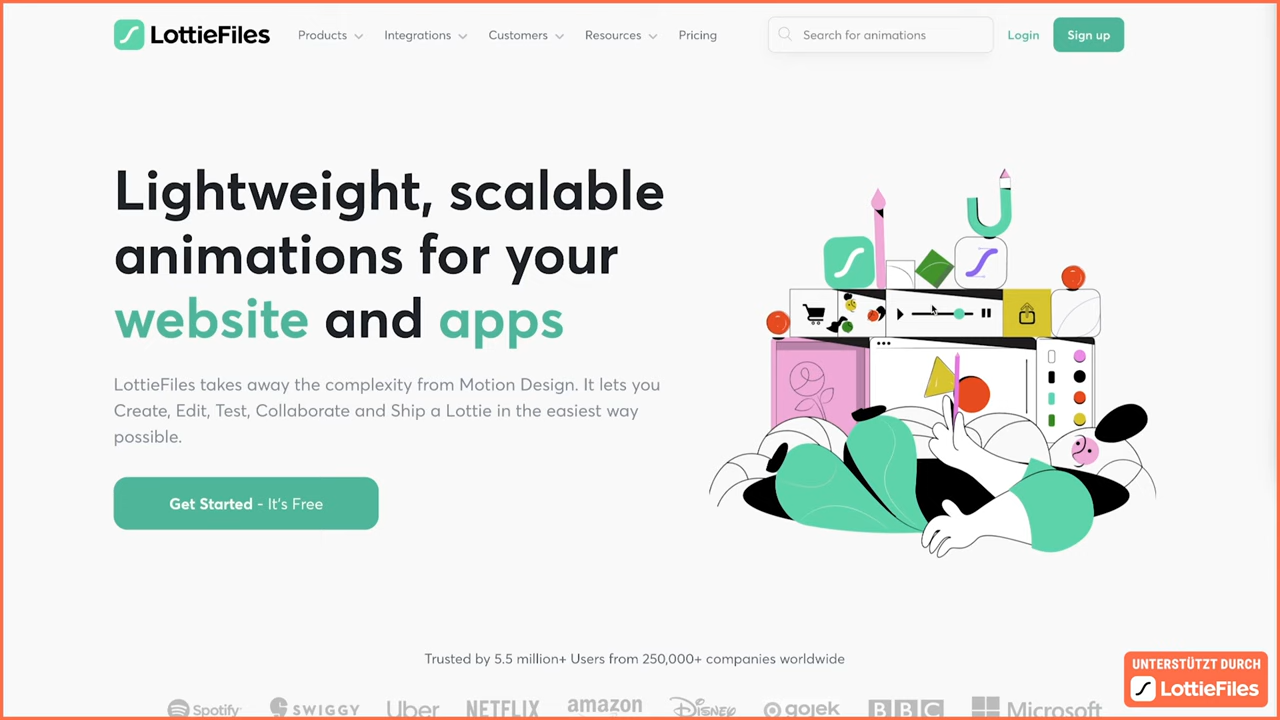 LottieFiles
Products
Integrations
Customers
Resources
Pricing
Search for animations
Login
Sign up
Lightweight, scalable
animations for your
website and apps
LottieFiles takes away the complexity from Motion Design. It lets you
Create, Edit, Test, Collaborate and Ship a Lottie in the easiest way
possible.
Get Started - It's Free
Trusted by 5.5 million+ Users from 250,000+ companies worldwide
Spotify
SWIGGY
Uber
NETFLIX
amazon
Disney
gojek
BBC
Microsoft
UNTERSTÜTZT DURCH
LottieFiles